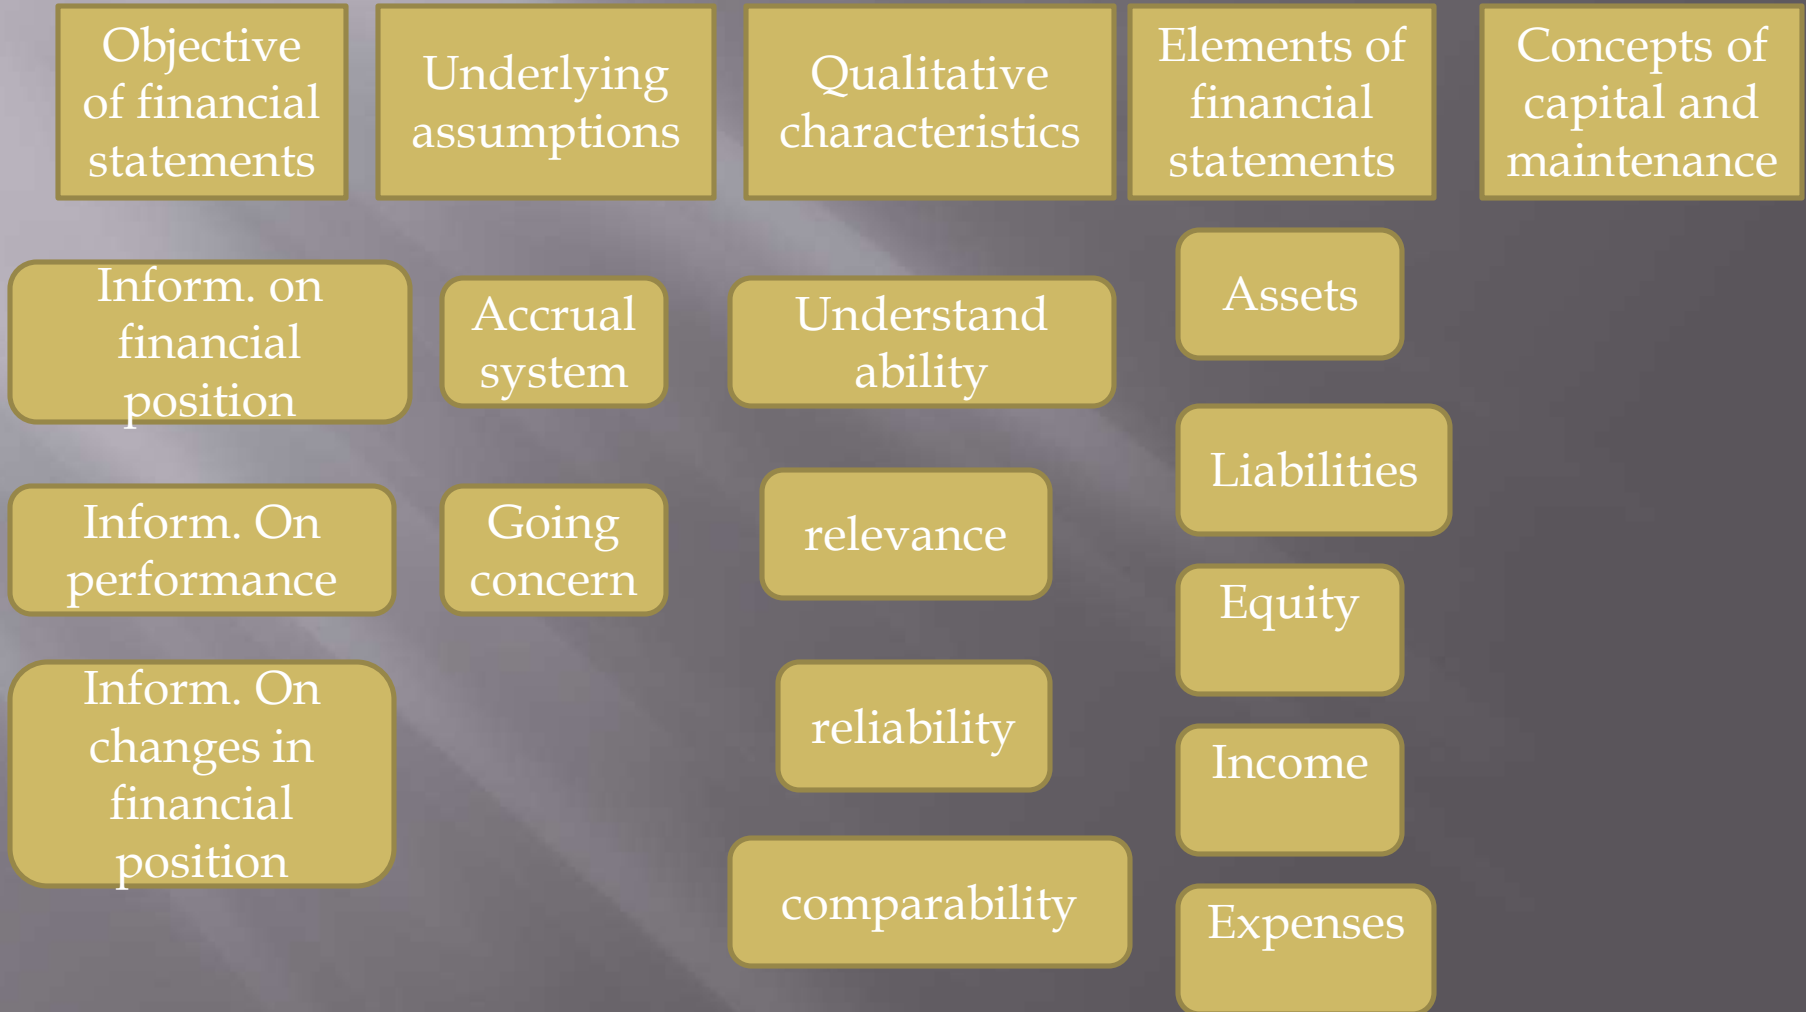 Objective
of financial
statements
Underlying
assumptions
Qualitative
characteristics
Elements of
financial
statements
Concepts of
capital and
maintenance
Inform. on
financial
position
Inform. On
performance
Inform. On
changes in
financial
position
Accrual
system
Going
concern
Understand
ability
relevance
reliability
comparability
Assets
Liabilities
Equity
Income
Expenses